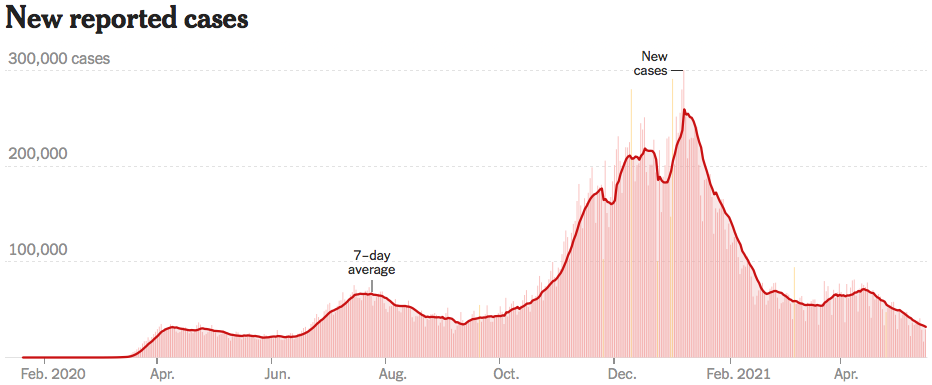 New reported cases
300,000 cases
New
cases
200,000
100,000
7-day
average
Feb. 2020
Apr.
Jun.
Aug.
Oct.
Dec.
Feb. 2021
Apr.